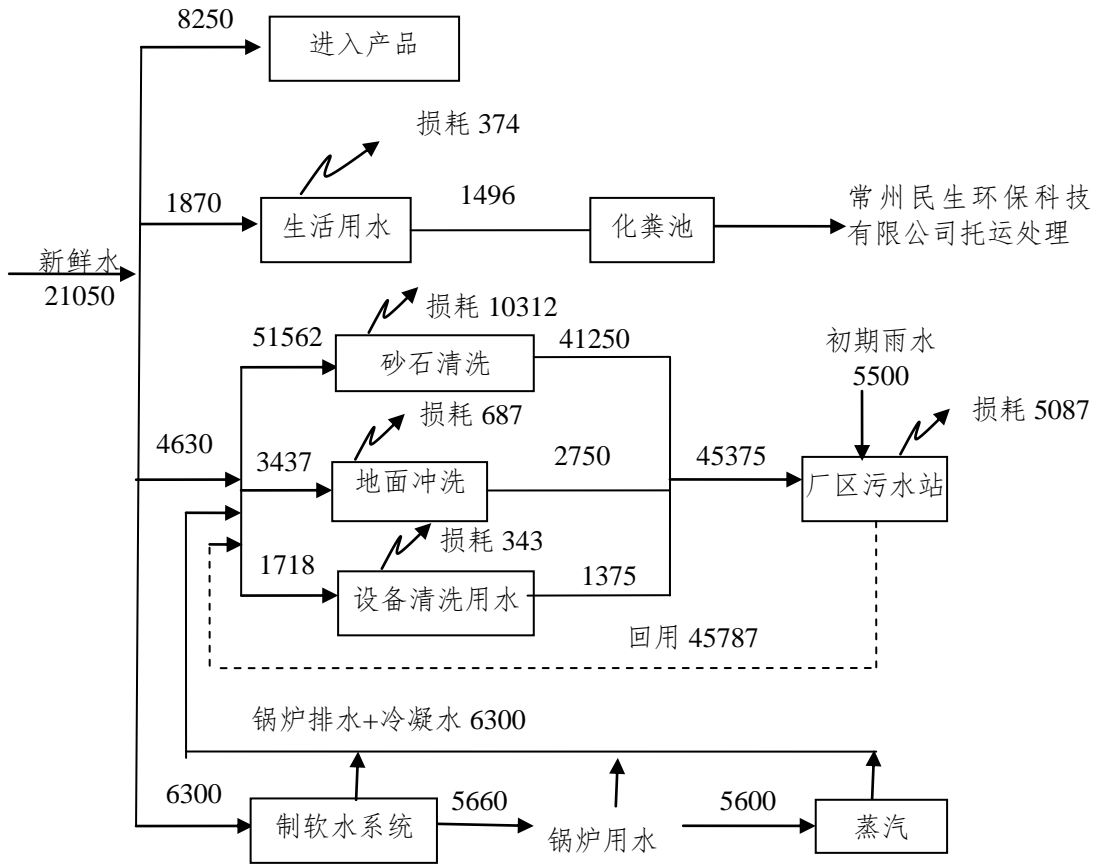 8250
进入产品
损耗 374
1870
生活用水
1496
化粪池
常州民生环保科技
有限公司托运处理
新鲜水
21050
损耗 10312
51562
砂石清洗
41250
初期雨水
5500
损耗 687
损耗 5087
4630
3437
地面冲洗
2750
45375
厂区污水站
损耗 343
1718
设备清洗用水
1375
回用 45787
锅炉排水+冷凝水 6300
6300
制软水系统
5660
锅炉用水
5600
蒸汽